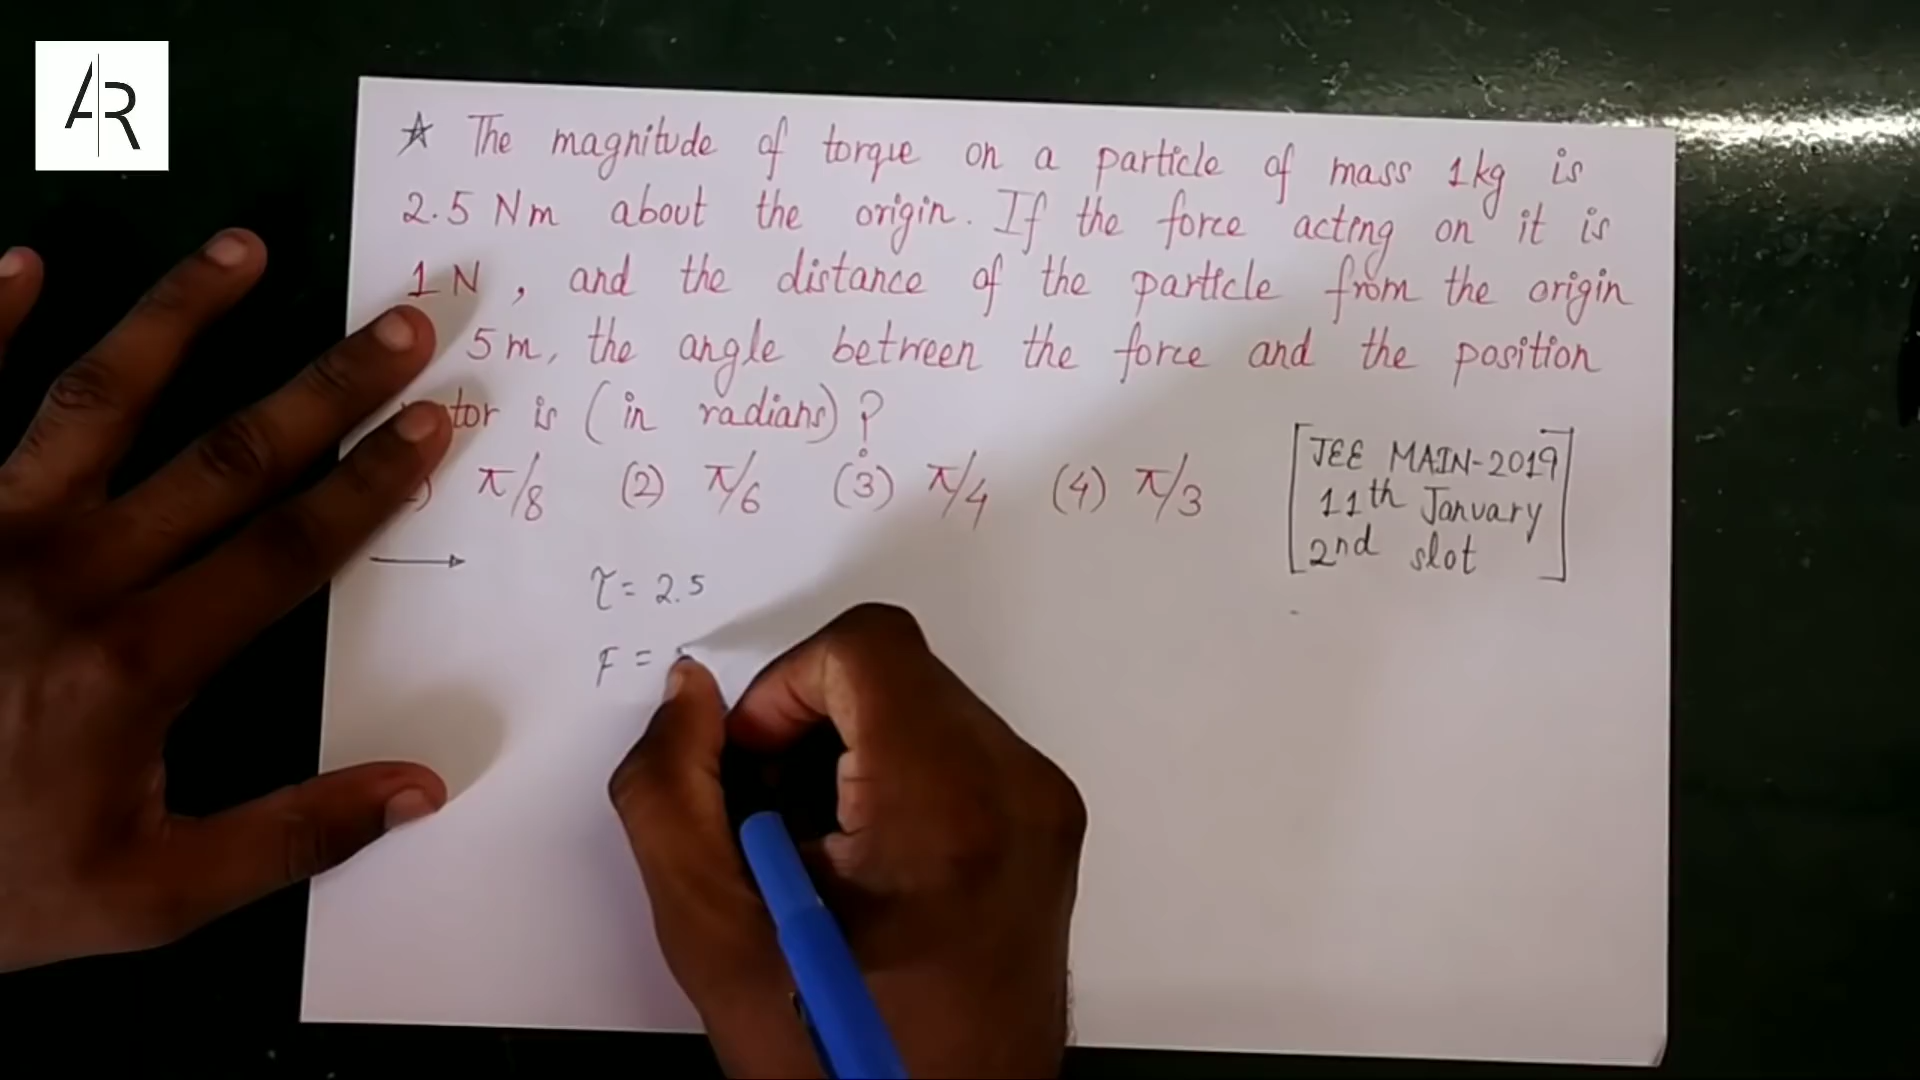 AR
☆ The magnitude of torque on a particle of mass 1kg is
2.5 Nm about the origin. If the force acting on it is
1N, and the distance of the particle from the origin
5m, the angle between the force and the position
tor is (in radians)?
π/8 (2) π/6 (3) π/4 (4) π/3
[JEE MAIN-2019
11th January
2nd slot]
→
τ = 2.5
F =